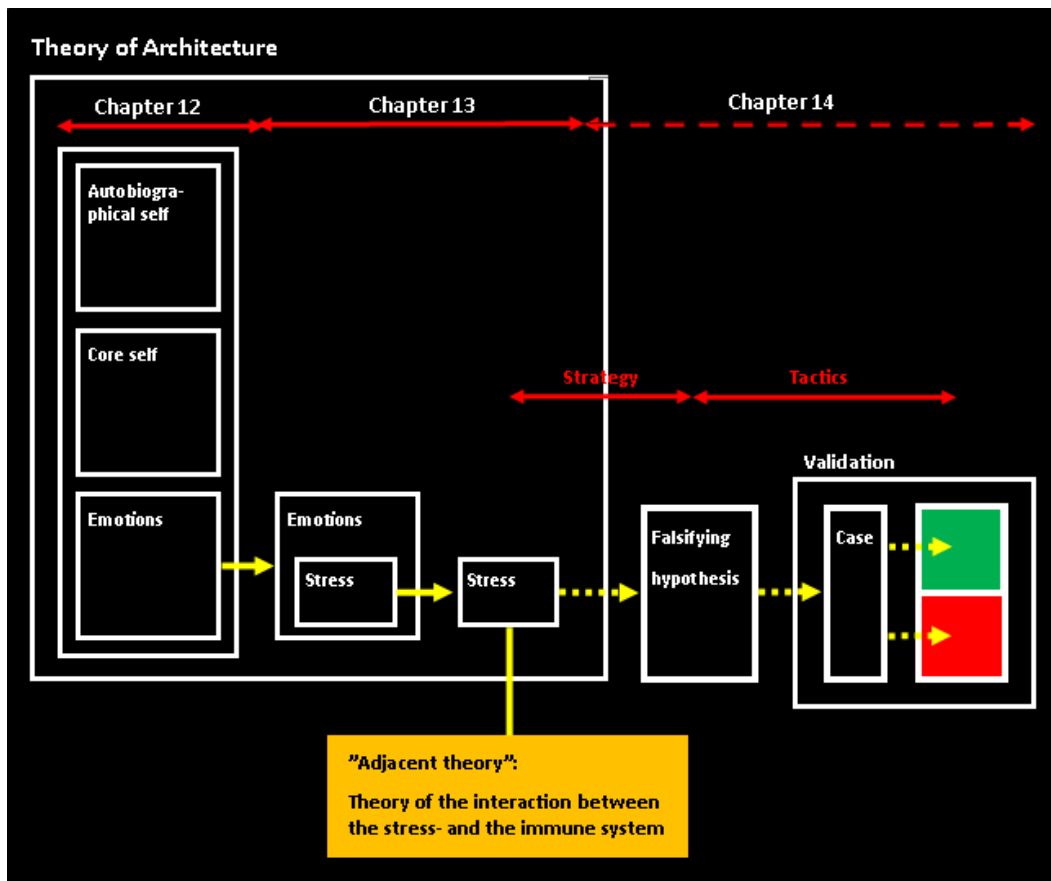 Theory of Architecture
Chapter 12
Chapter 13
Chapter 14
Autobiogra-
phical self
Core self
Strategy
Tactics
Validation
Emotions
Emotions
Stress
Stress
Falsifying
hypothesis
Case
”Adjacent theory”:
Theory of the interaction between
the stress- and the immune system